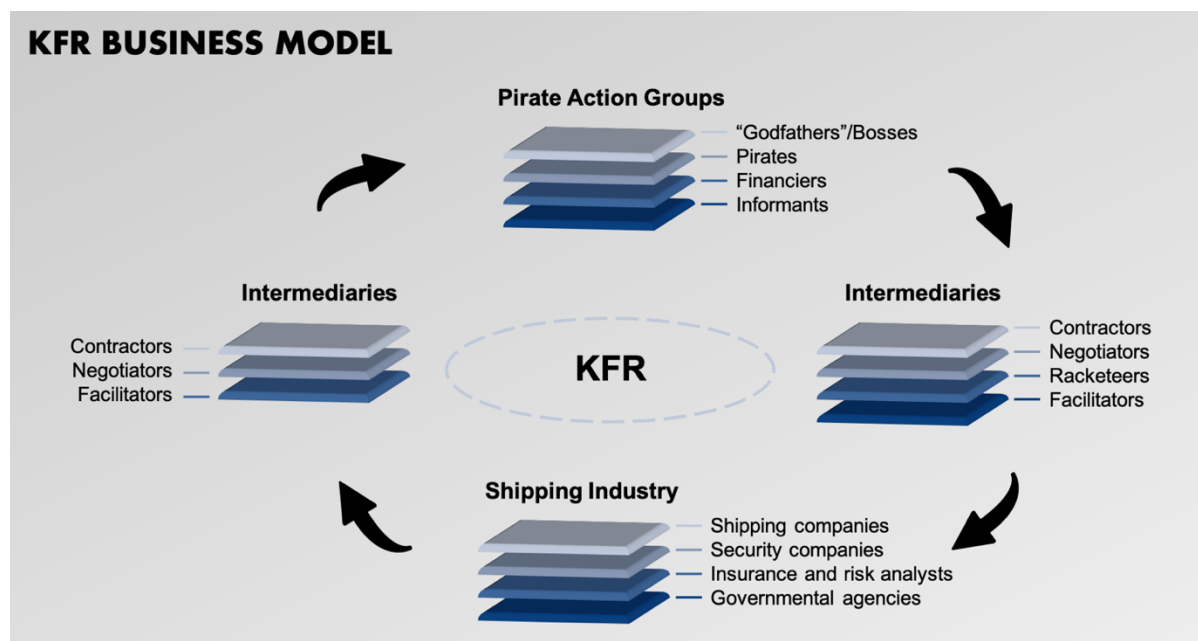 KFR BUSINESS MODEL
Pirate Action Groups
“Godfathers”/Bosses
Pirates
Financiers
Informants
Intermediaries
Contractors
Negotiators
Facilitators
KFR
Intermediaries
Contractors
Negotiators
Racketeers
Facilitators
Shipping Industry
Shipping companies
Security companies
Insurance and risk analysts
Governmental agencies